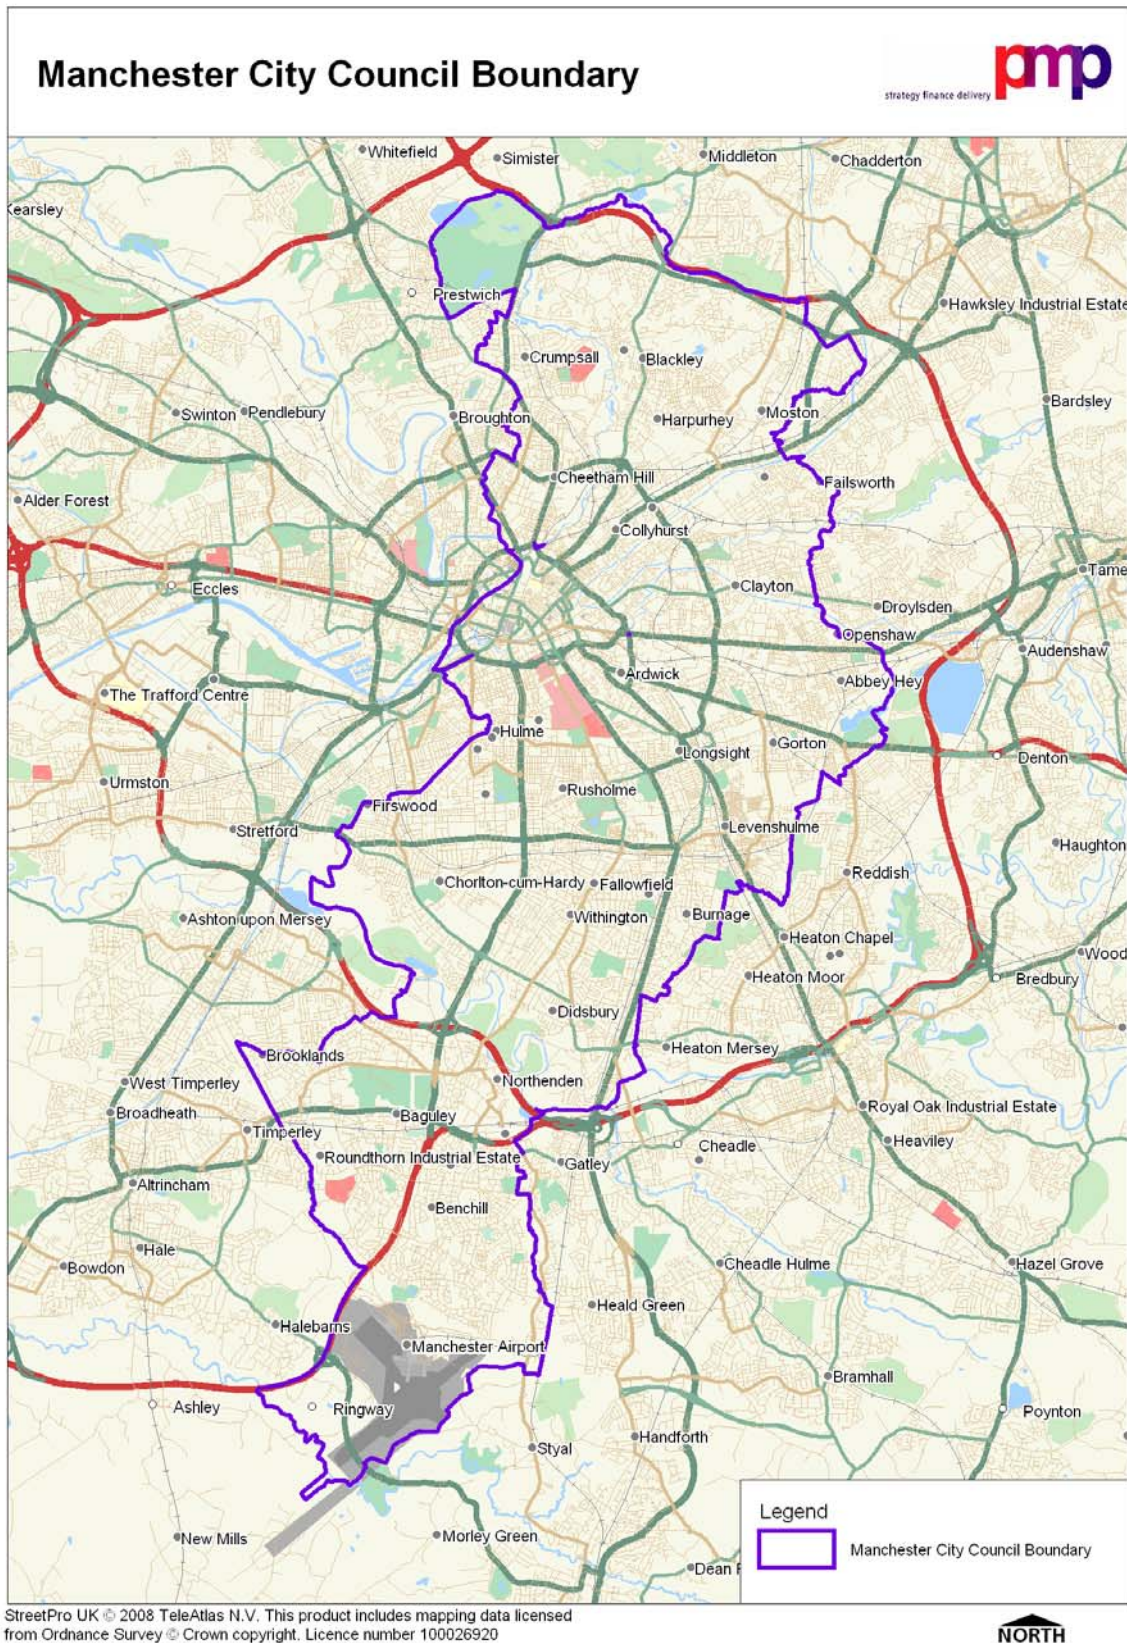 Manchester City Council Boundary
strategy finance delivery pmp
Whitefield
Simister
Middleton
Chadderton
Kearsley
Prestwich
Hawksley Industrial Estate
Crumpsall
Blackley
Swinton
Pendlebury
Broughton
Harpurhey
Moston
Bardsley
Cheetham Hill
Failsworth
Alder Forest
Collyhurst
Tame
Eccles
Clayton
Droylsden
Openshaw
Audenshaw
The Trafford Centre
Ardwick
Abbey Hey
Hulme
Longsight
Gorton
Denton
Urmston
Rusholme
Firswood
Stretford
Levenshulme
Haughton
Chorlton-cum-Hardy
Fallowfield
Reddish
Ashton upon Mersey
Withington
Burnage
Heaton Chapel
Wood
Heaton Moor
Bredbury
Didsbury
Heaton Mersey
Brooklands
West Timperley
Northenden
Broadheath
Baguley
Royal Oak Industrial Estate
Timperley
Cheadle
Heaviley
Roundthorn Industrial Estate
Gatley
Altrincham
Benchill
Hale
Bowdon
Cheadle Hulme
Hazel Grove
Heald Green
Halebarns
Manchester Airport
Bramhall
Ashley
Ringway
Poynton
Styal
Handforth
New Mills
Morley Green
Dean
Legend
Manchester City Council Boundary
StreetPro UK © 2008 TeleAtlas N.V. This product includes mapping data licensed
from Ordnance Survey © Crown copyright. Licence number 100026920
NORTH